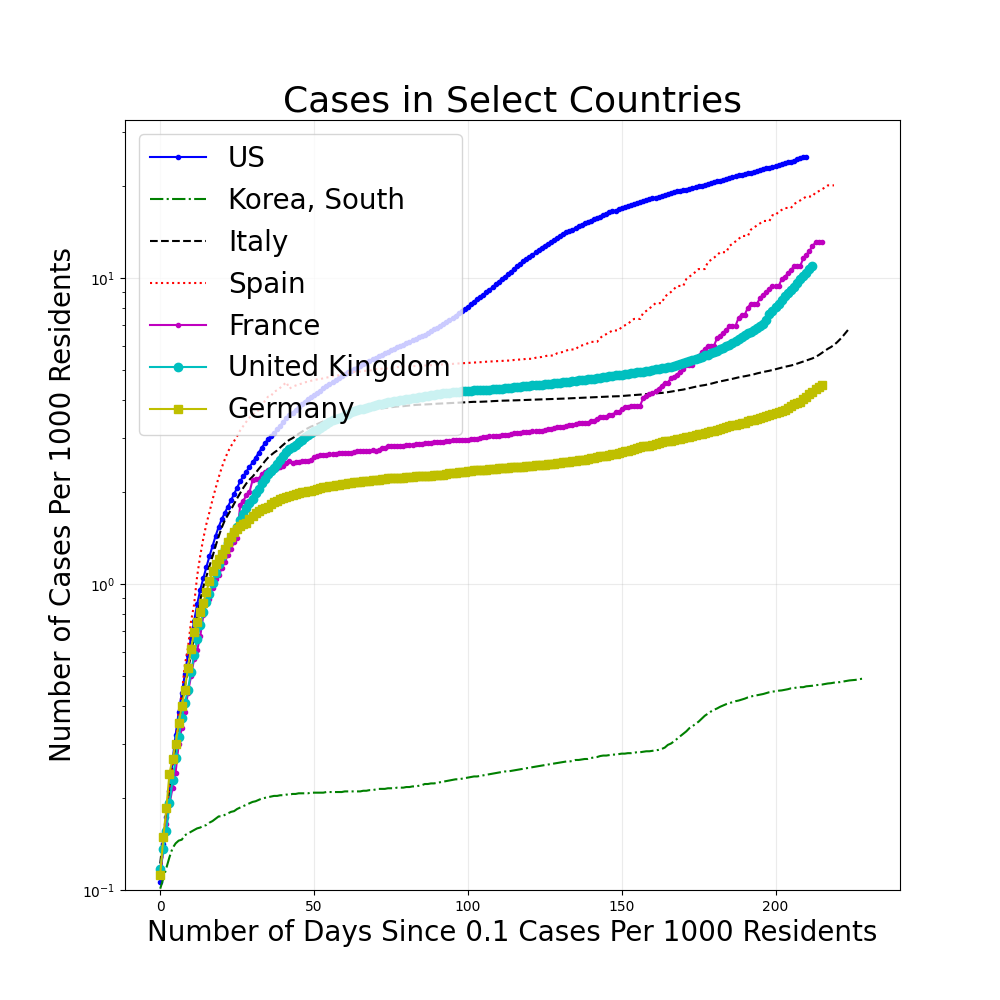 Cases in Select Countries
US
Korea, South
Italy
Spain
France
United Kingdom
Germany
Number of Cases Per 1000 Residents
10¹
10⁰
10⁻¹
0 50 100 150 200
Number of Days Since 0.1 Cases Per 1000 Residents